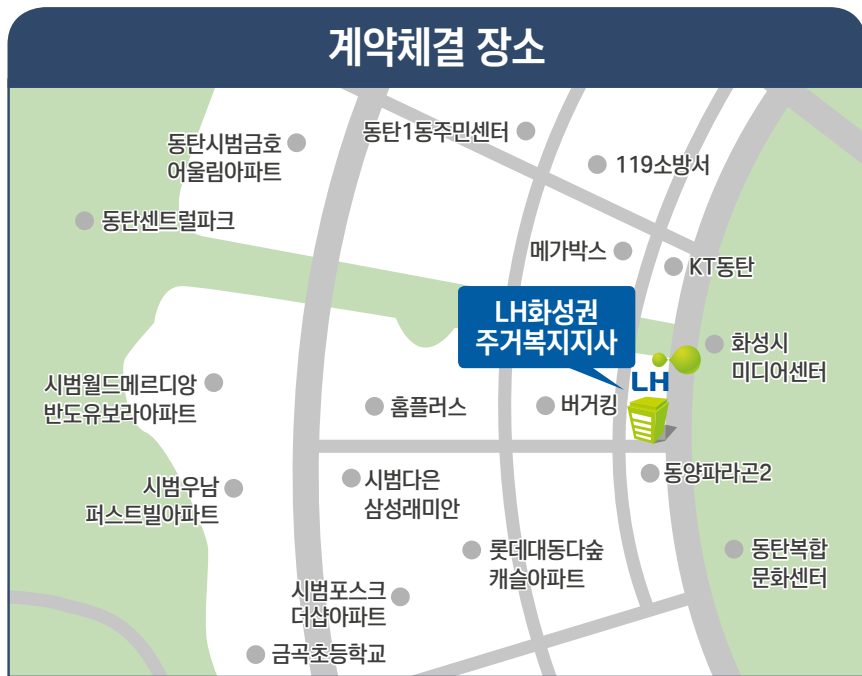 계약체결 장소
동탄시범금호
어울림아파트
동탄1동주민센터
119소방서
동탄센트럴파크
메가박스
KT동탄
LH화성권
주거복지지사
화성시
미디어센터
LH
시범월드메르디앙
반도유보라아파트
홈플러스
버거킹
시범우남
퍼스트빌아파트
시범다은
삼성래미안
동양파라곤2
롯데대동다숲
캐슬아파트
동탄복합
문화센터
시범포스크
더샵아파트
금곡초등학교